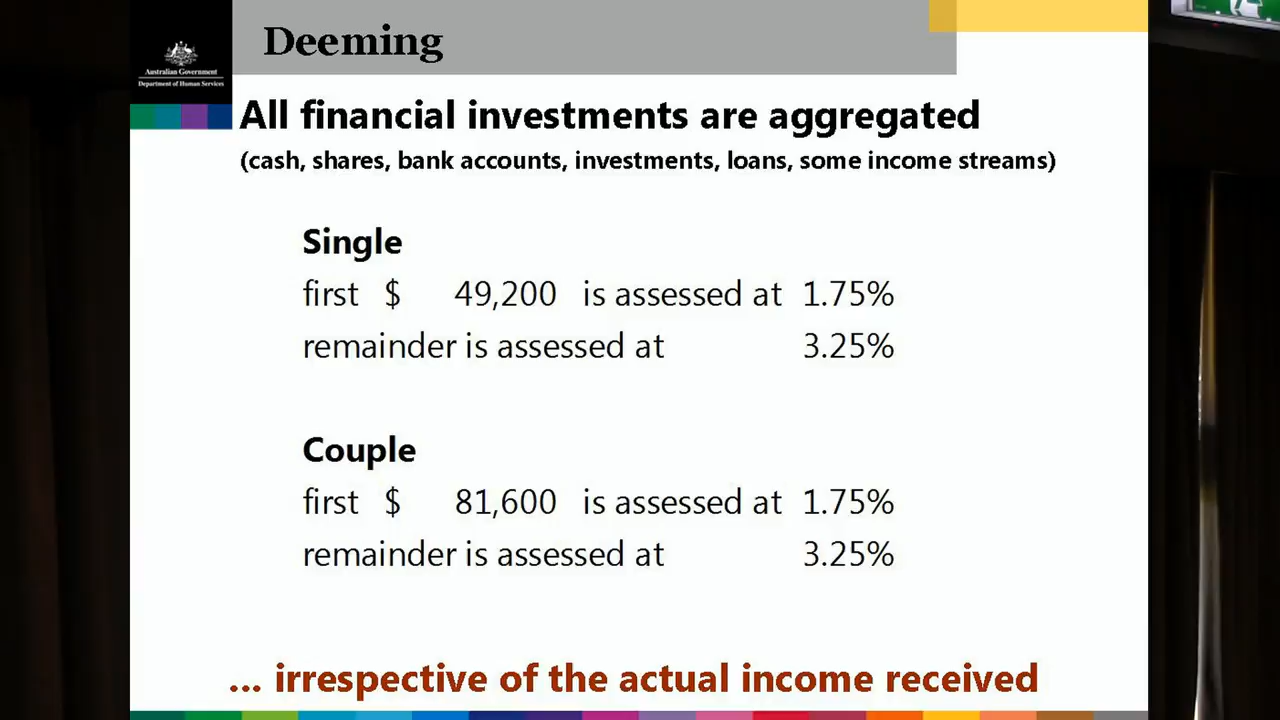 Deeming
Australian Government
Department of Human Services
All financial investments are aggregated
(cash, shares, bank accounts, investments, loans, some income streams)
Single
first $ 49,200 is assessed at 1.75%
remainder is assessed at 3.25%
Couple
first $ 81,600 is assessed at 1.75%
remainder is assessed at 3.25%
... irrespective of the actual income received